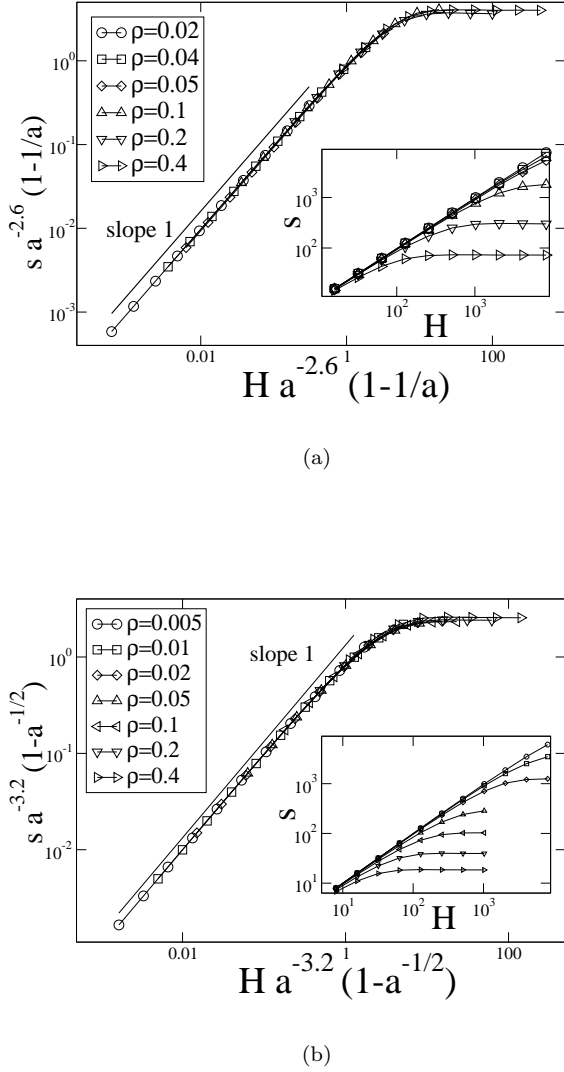 ρ=0.02
ρ=0.04
ρ=0.05
ρ=0.1
ρ=0.2
ρ=0.4
slope 1
10^0
10^-1
10^-2
10^-3
s a^-2.6 (1-1/a)
0.01 1 100
H a^-2.6 (1-1/a)
10^3
10^2
s
10^2 10^3
H
(a)
ρ=0.005
ρ=0.01
ρ=0.02
ρ=0.05
ρ=0.1
ρ=0.2
ρ=0.4
slope 1
10^0
10^-1
10^-2
s a^-3.2 (1-a^-1/2)
0.01 1 100
H a^-3.2 (1-a^-1/2)
10^3
10^2
10^1
s
10^1 10^2 10^3
H
(b)